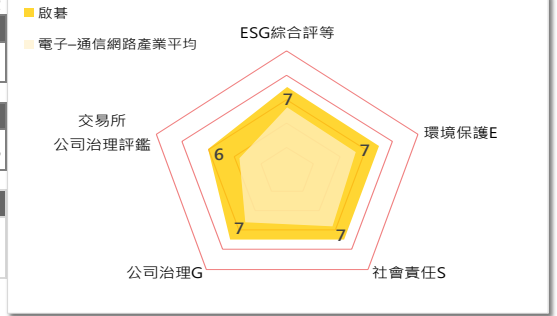 啟碁
電子–通信網路產業平均
ESG綜合評等
7
環境保護E
7
社會責任S
7
公司治理G
7
交易所
公司治理評鑑
6